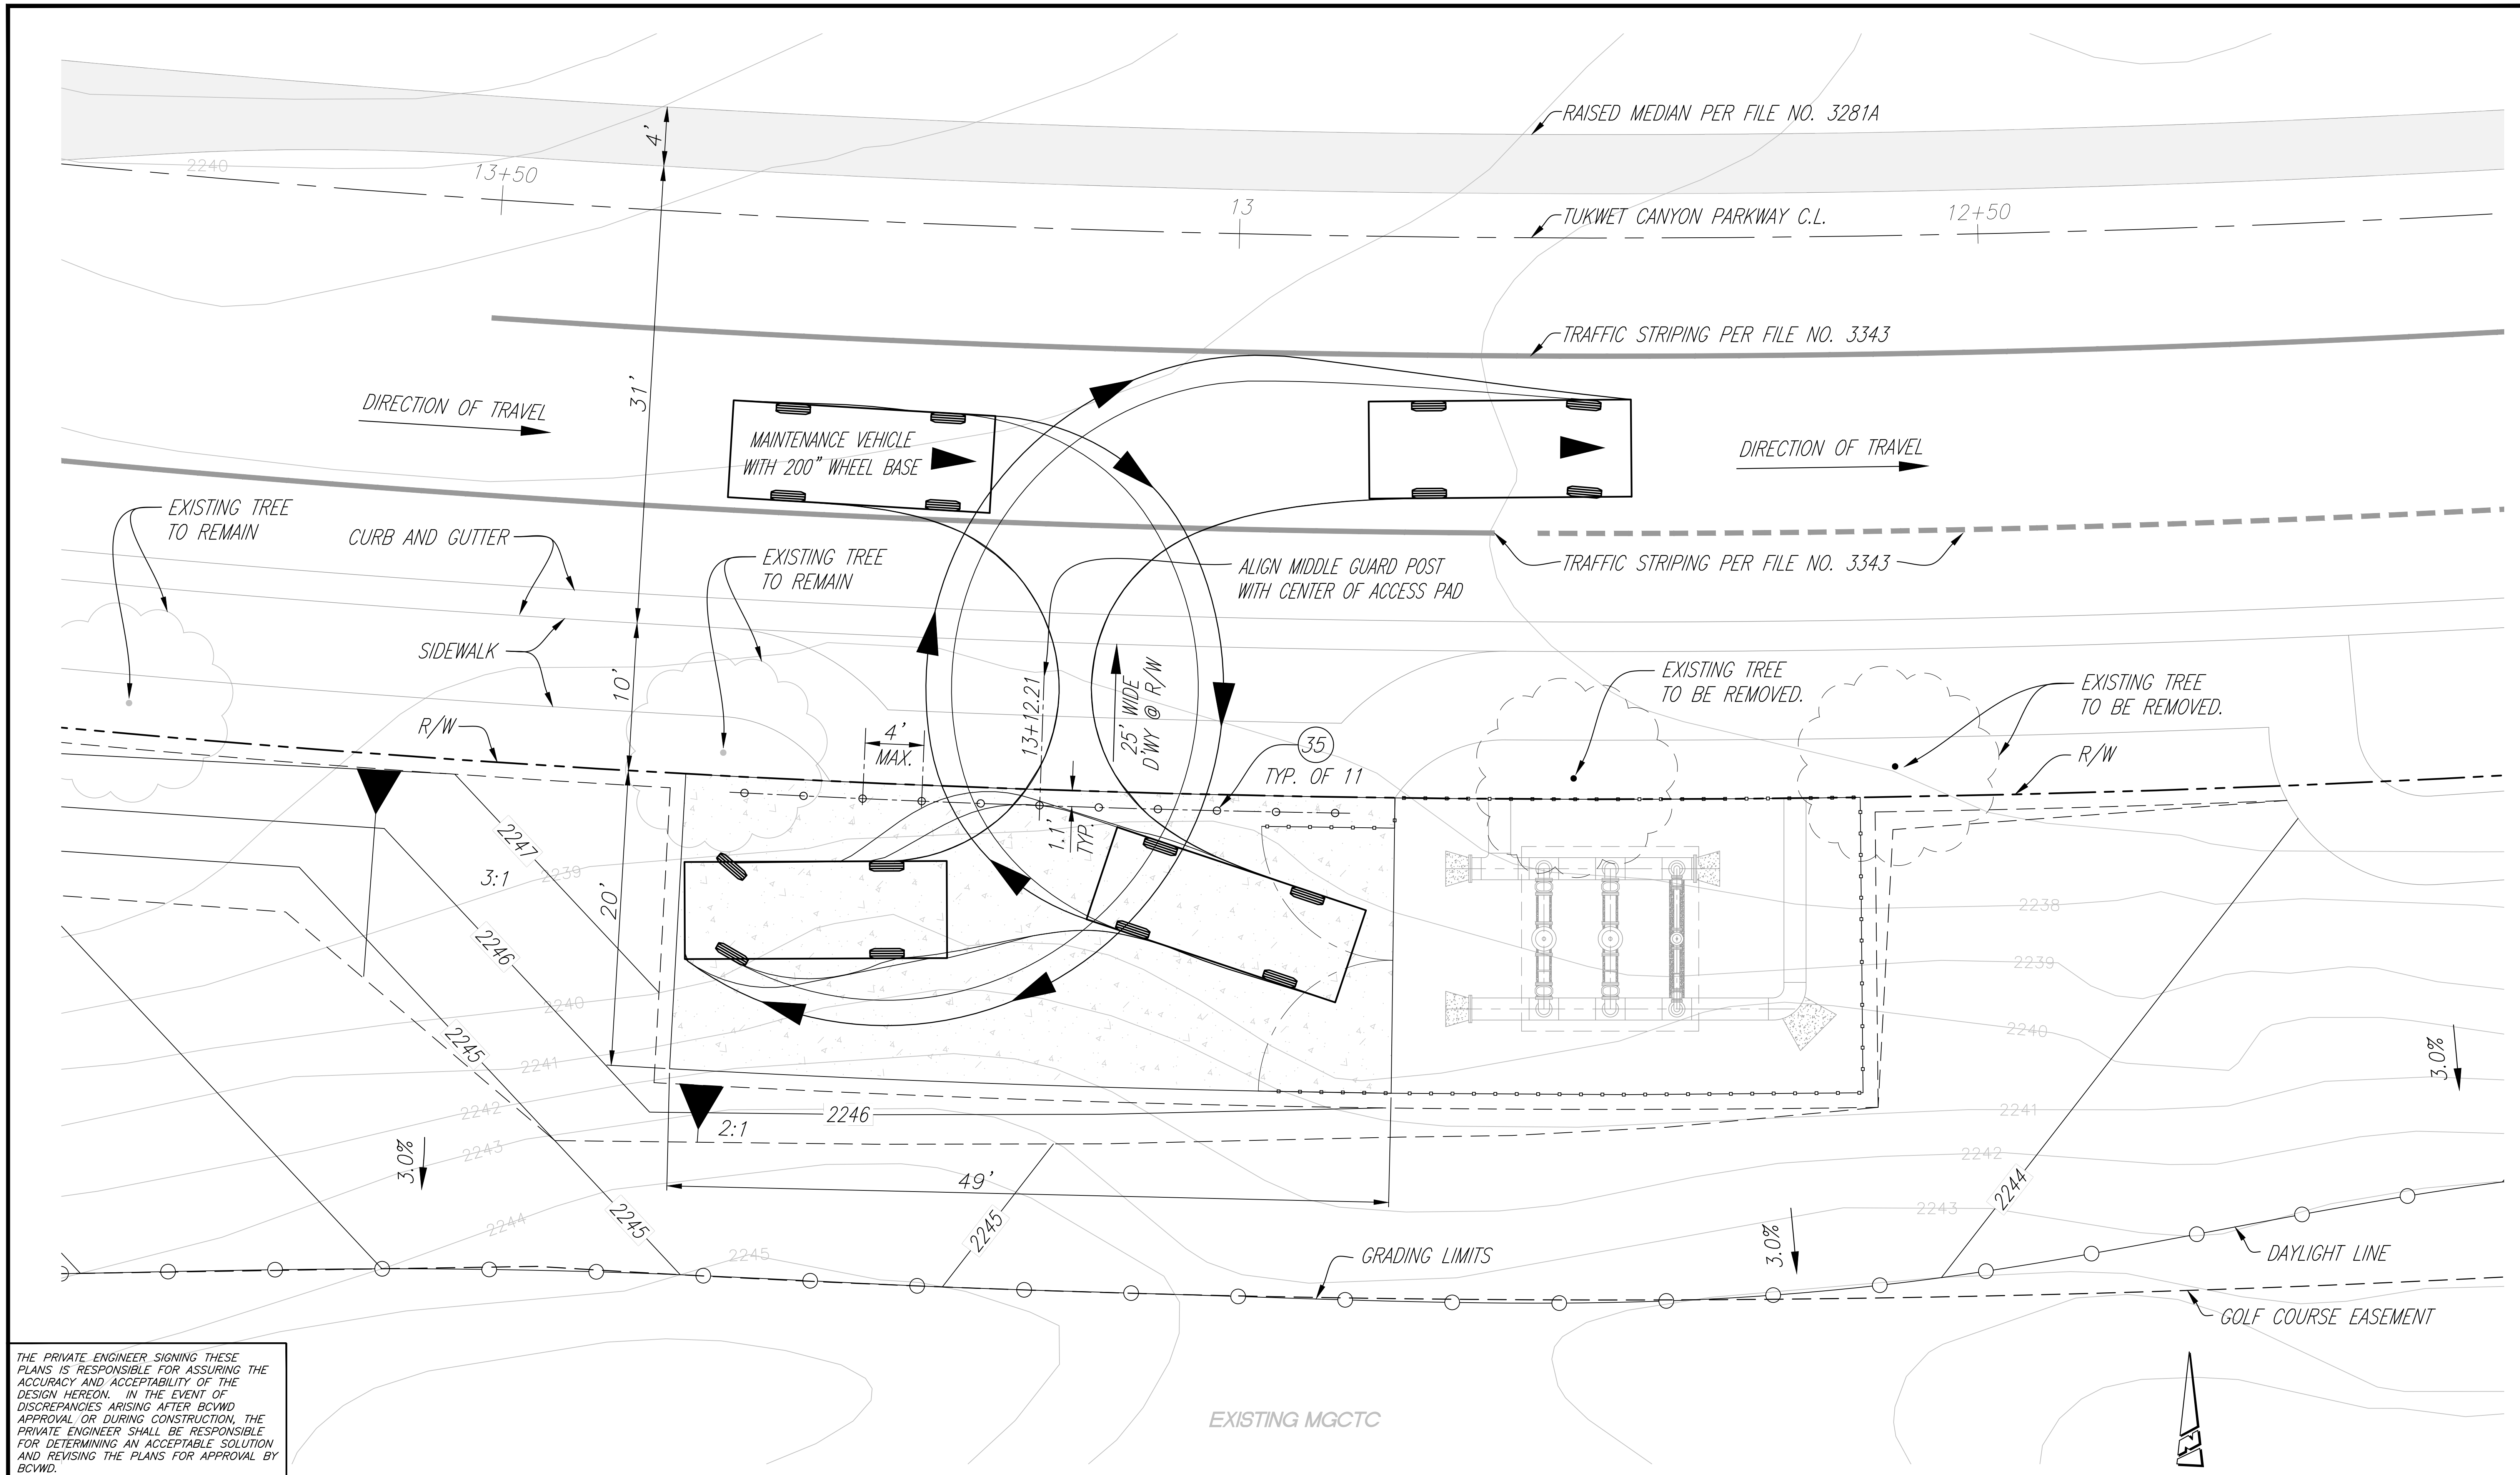 RAISED MEDIAN PER FILE NO. 3281A
4'
2240
13+50
13
TUKWET CANYON PARKWAY C.L.
12+50
TRAFFIC STRIPING PER FILE NO. 3343
31'
DIRECTION OF TRAVEL
MAINTENANCE VEHICLE
WITH 200" WHEEL BASE
DIRECTION OF TRAVEL
EXISTING TREE
TO REMAIN
CURB AND GUTTER
EXISTING TREE
TO REMAIN
ALIGN MIDDLE GUARD POST
WITH CENTER OF ACCESS PAD
TRAFFIC STRIPING PER FILE NO. 3343
SIDEWALK
10'
13+12.21
25' WIDE
D'WY @ R/W
EXISTING TREE
TO BE REMOVED.
EXISTING TREE
TO BE REMOVED.
R/W
4'
MAX.
35
TYP. OF 11
R/W
1.1'
TYP.
2247
3:1
2239
20'
2246
2238
2239
2240
2245
2241
2240
3.0%
2242
2246
2:1
2241
2243
3.0%
2242
49'
2244
2244
2245
2245
2243
2245
3.0%
GRADING LIMITS
DAYLIGHT LINE
GOLF COURSE EASEMENT
THE PRIVATE ENGINEER SIGNING THESE
PLANS IS RESPONSIBLE FOR ASSURING THE
ACCURACY AND ACCEPTABILITY OF THE
DESIGN HEREON. IN THE EVENT OF
DISCREPANCIES ARISING AFTER BCVWD
APPROVAL OR DURING CONSTRUCTION, THE
PRIVATE ENGINEER SHALL BE RESPONSIBLE
FOR DETERMINING AN ACCEPTABLE SOLUTION
AND REVISING THE PLANS FOR APPROVAL BY
BCVWD.
EXISTING MGCTC
N